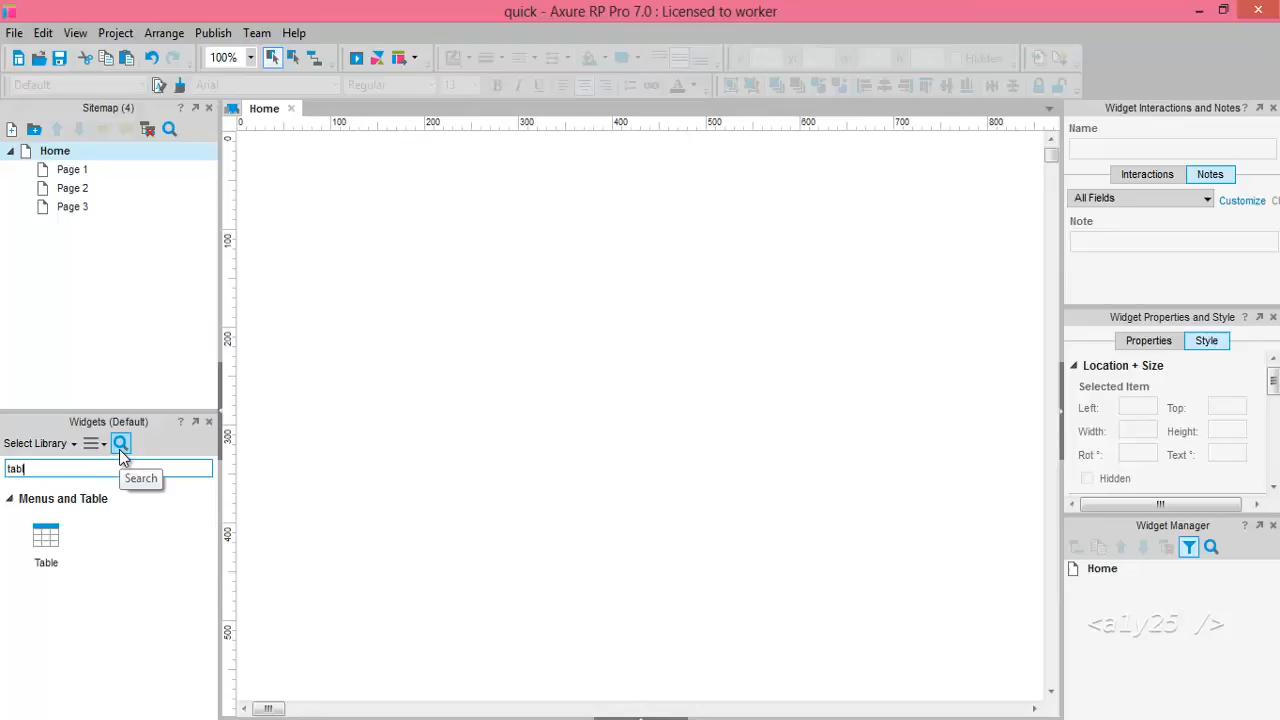 quick - Axure RP Pro 7.0 : Licensed to worker
File Edit View Project Arrange Publish Team Help
100% x: y: w: h: Hidden
Default Arial Regular 13 B I U A
Sitemap (4) ?
Home
Page 1
Page 2
Page 3
Widgets (Default) ?
Select Library
tabl
Search
Menus and Table
Table
Home
0 100 200 300 400 500 600 700 800
0
100
200
300
400
500
Widget Interactions and Notes ?
Name
Interactions Notes
All Fields Customize
Note
Widget Properties and Style ?
Properties Style
Location + Size
Selected Item
Left: Top:
Width: Height:
Rot °: Text °:
Hidden
Widget Manager ?
Home
<a1y25 />